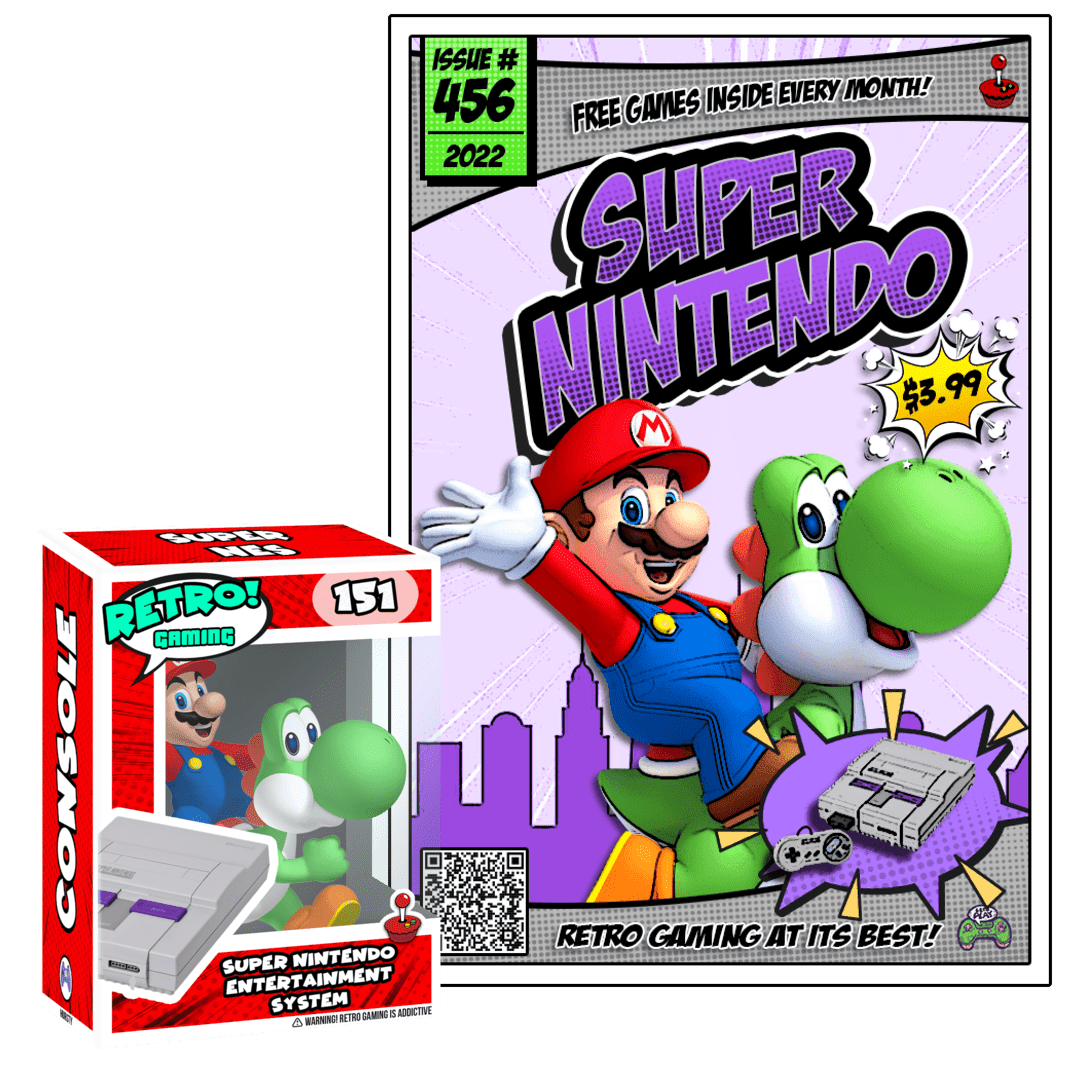 ISSUE #
456
2022
FREE GAMES INSIDE EVERY MONTH!
SUPER
NINTENDO
$3.99
M
RETRO GAMING AT ITS BEST!
SUPER
NES
RETRO!
GAMING
151
CONSOLE
SUPER NINTENDO
ENTERTAINMENT
SYSTEM
WARNING! RETRO GAMING IS ADDICTIVE